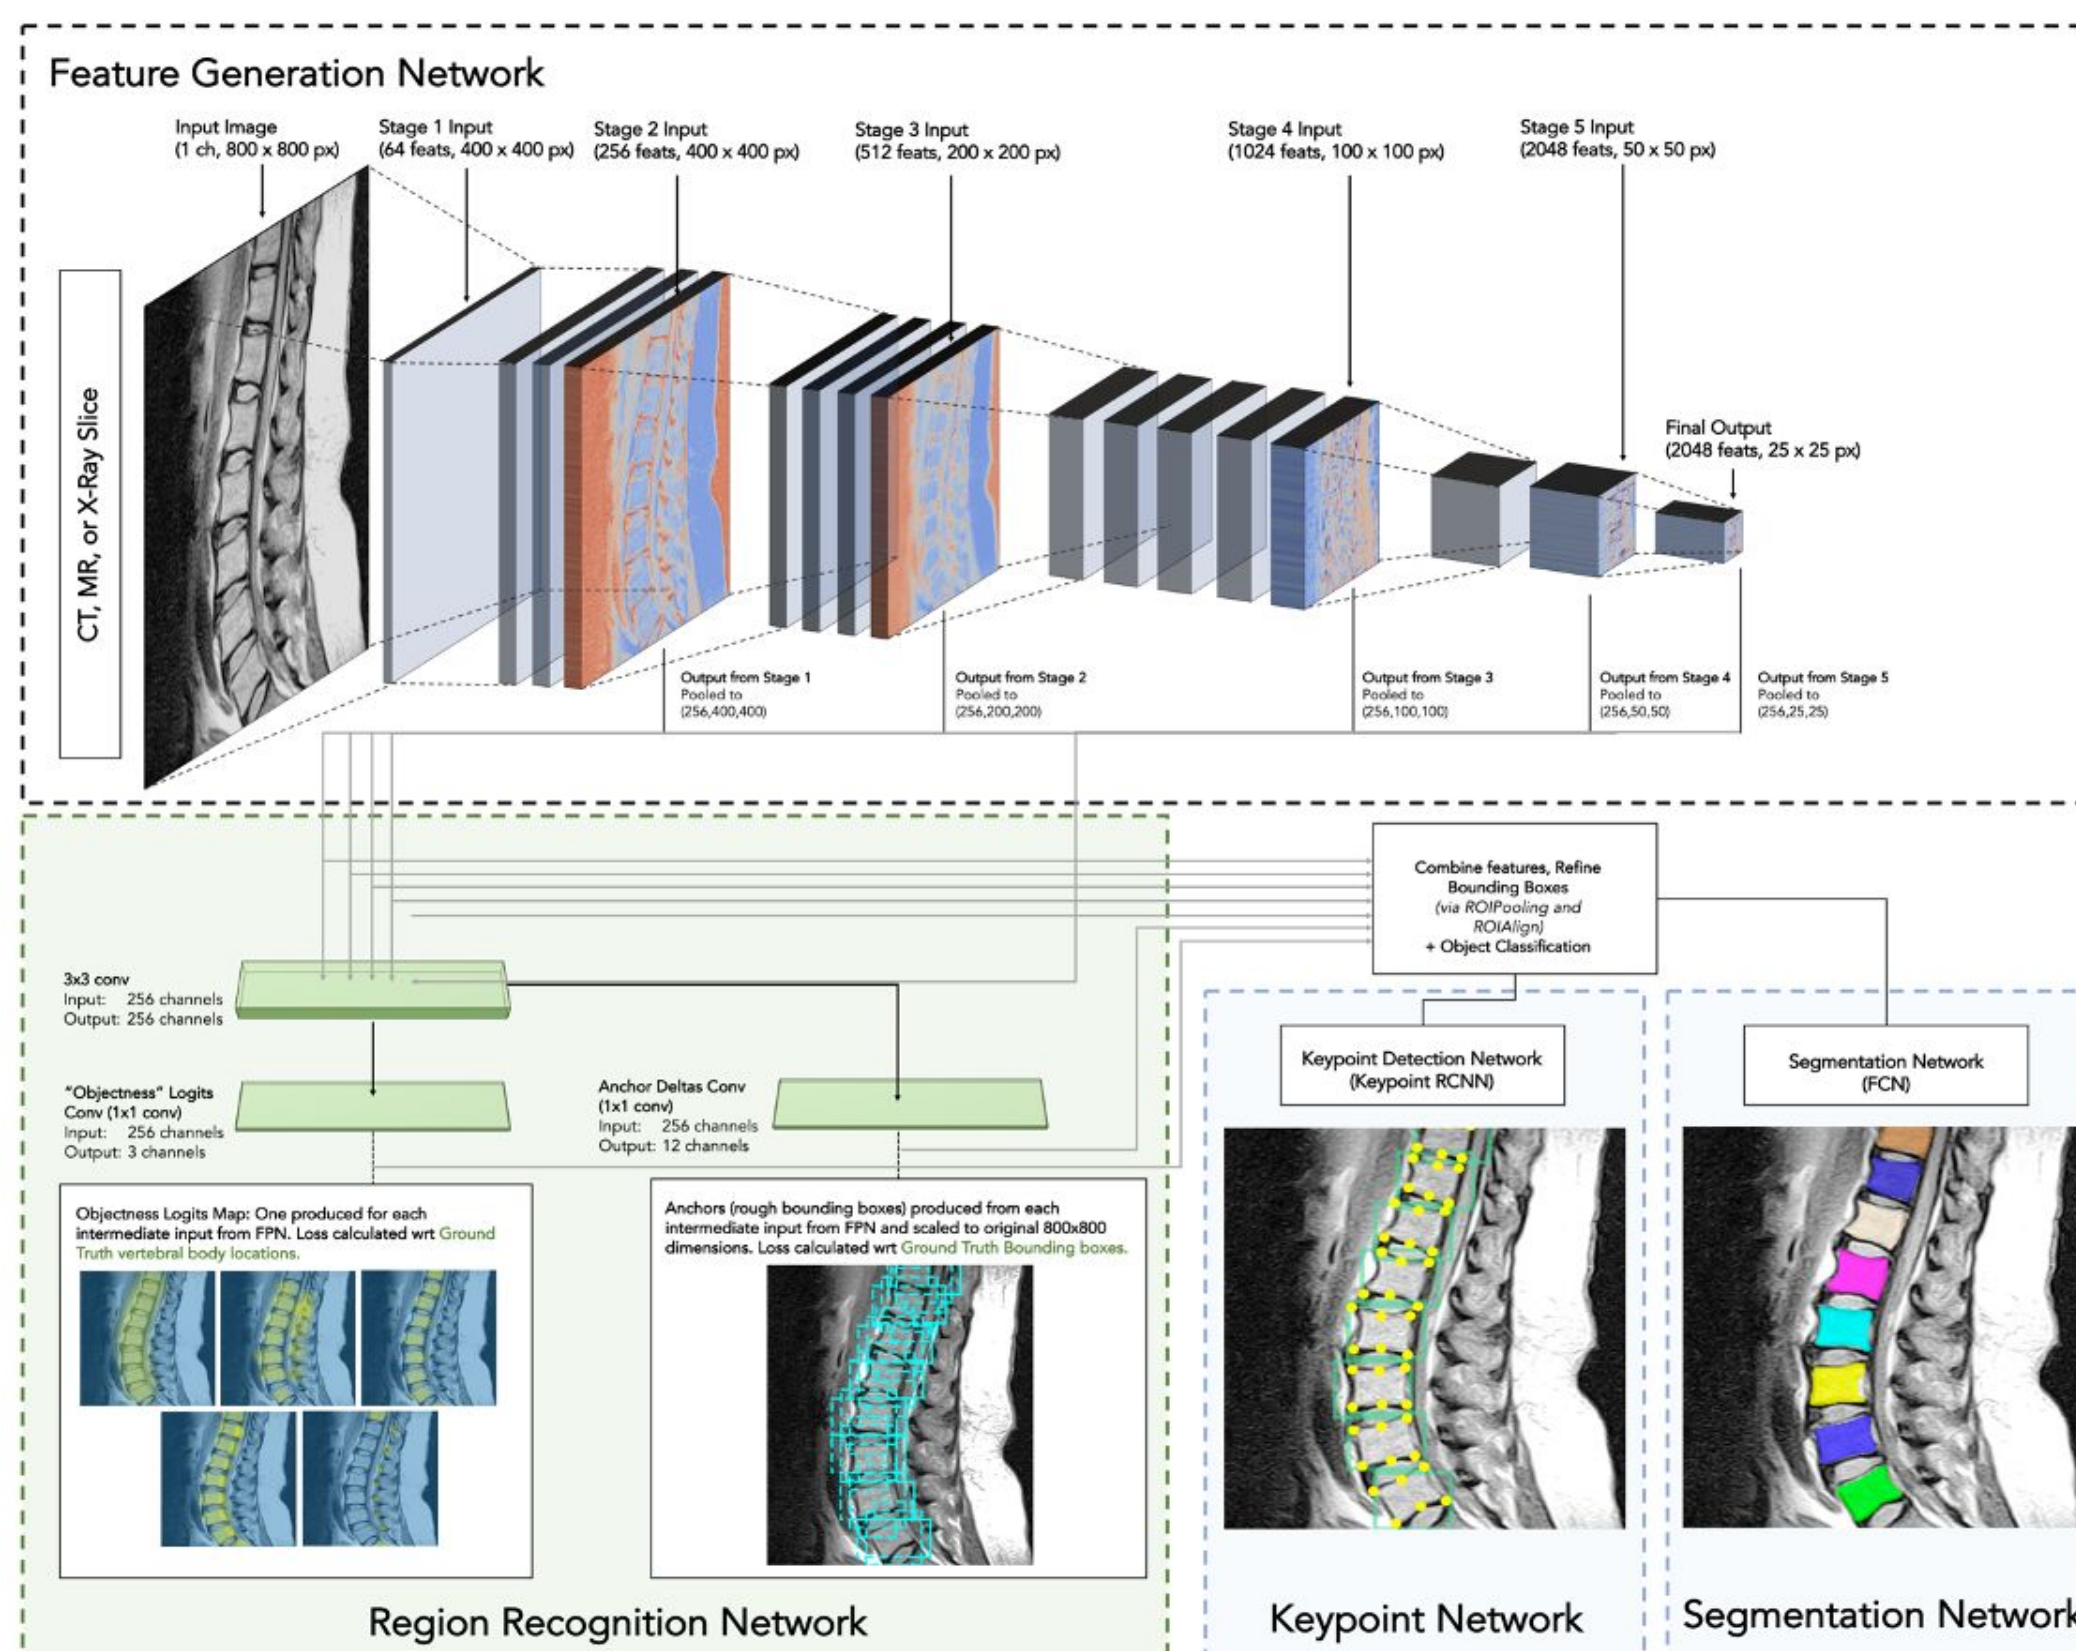 Feature Generation Network
Input Image
(1 ch, 800 x 800 px)
Stage 1 Input
(64 feats, 400 x 400 px)
Stage 2 Input
(256 feats, 400 x 400 px)
Stage 3 Input
(512 feats, 200 x 200 px)
Stage 4 Input
(1024 feats, 100 x 100 px)
Stage 5 Input
(2048 feats, 50 x 50 px)
Final Output
(2048 feats, 25 x 25 px)
CT, MR, or X-Ray Slice
Output from Stage 1
Pooled to
(256,400,400)
Output from Stage 2
Pooled to
(256,200,200)
Output from Stage 3
Pooled to
(256,100,100)
Output from Stage 4
Pooled to
(256,50,50)
Output from Stage 5
Pooled to
(256,25,25)
Combine features, Refine
Bounding Boxes
(via ROIPooling and
ROIAlign)
+ Object Classification
3x3 conv
Input: 256 channels
Output: 256 channels
"Objectness" Logits
Conv (1x1 conv)
Input: 256 channels
Output: 3 channels
Anchor Deltas Conv
(1x1 conv)
Input: 256 channels
Output: 12 channels
Keypoint Detection Network
(Keypoint RCNN)
Segmentation Network
(FCN)
Objectness Logits Map: One produced for each
intermediate input from FPN. Loss calculated wrt Ground
Truth vertebral body locations.
Anchors (rough bounding boxes) produced from each
intermediate input from FPN and scaled to original 800x800
dimensions. Loss calculated wrt Ground Truth Bounding boxes.
Region Recognition Network
Keypoint Network
Segmentation Network